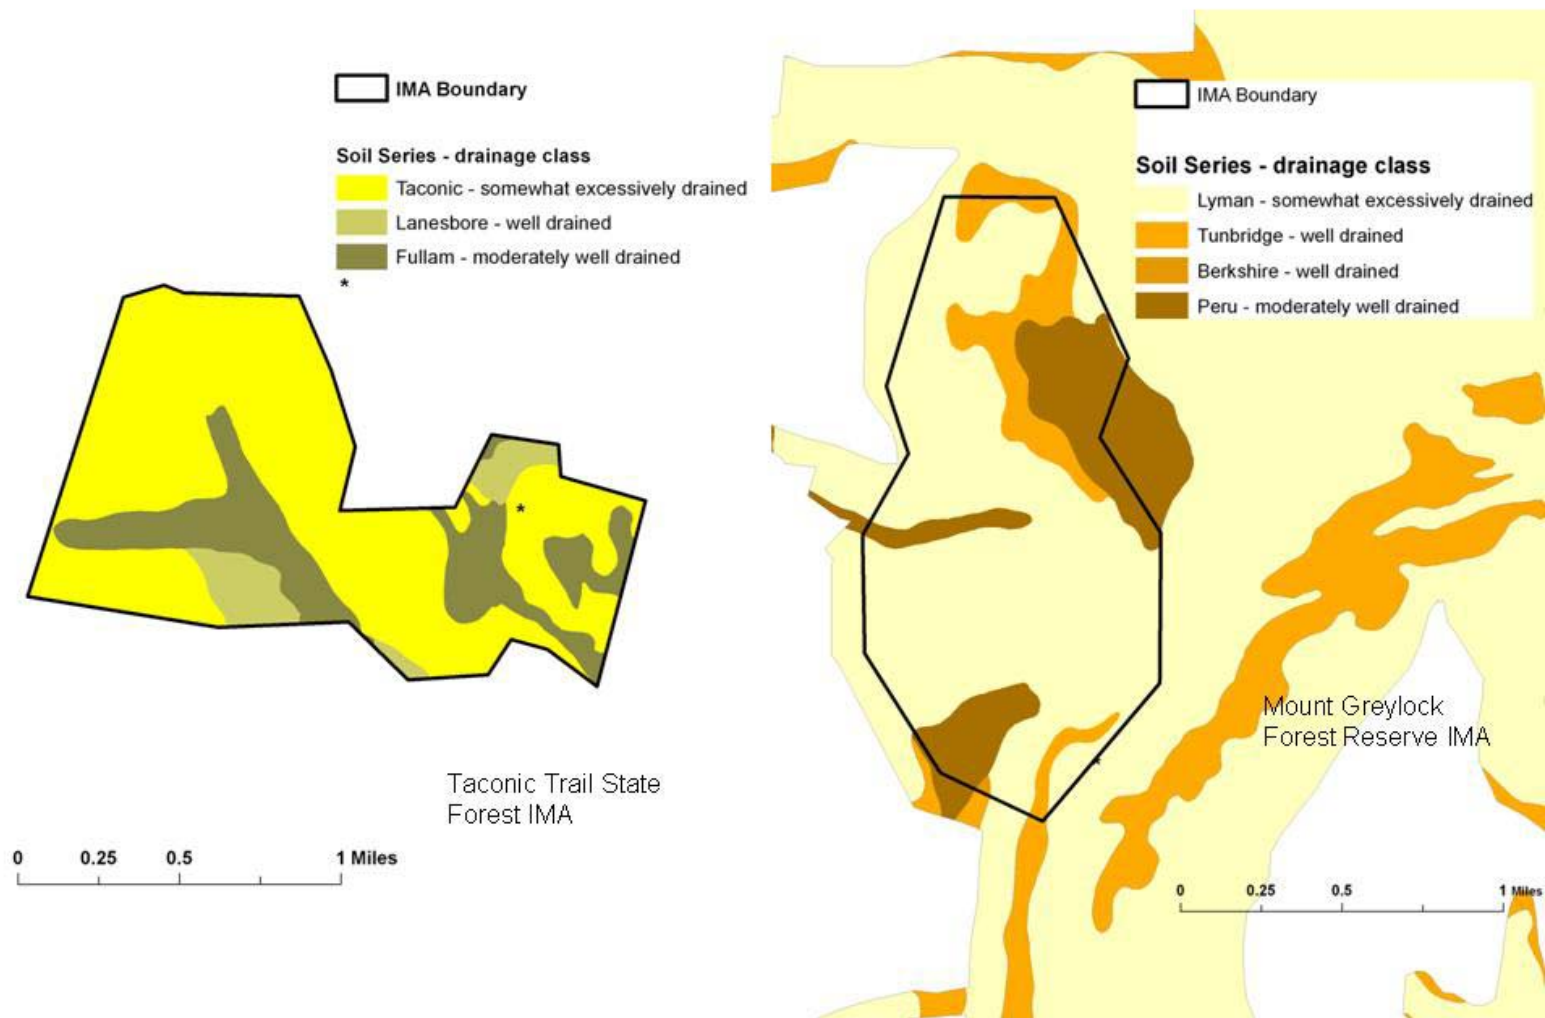 IMA Boundary
Soil Series - drainage class
Taconic - somewhat excessively drained
Lanesbore - well drained
Fullam - moderately well drained
*
*
Taconic Trail State
Forest IMA
0 0.25 0.5 1 Miles
IMA Boundary
Soil Series - drainage class
Lyman - somewhat excessively drained
Tunbridge - well drained
Berkshire - well drained
Peru - moderately well drained
Mount Greylock
Forest Reserve IMA
*
0 0.25 0.5 1 Miles